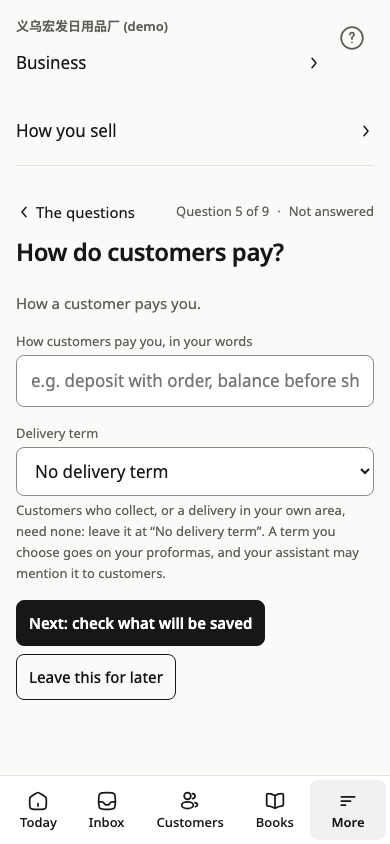 义乌宏发日用品厂 (demo)
Business
How you sell
The questions
Question 5 of 9 · Not answered
How do customers pay?
How a customer pays you.
How customers pay you, in your words
e.g. deposit with order, balance before sh
Delivery term
No delivery term
Customers who collect, or a delivery in your own area,
need none: leave it at “No delivery term”. A term you
choose goes on your proformas, and your assistant may
mention it to customers.
Next: check what will be saved
Leave this for later
Today
Inbox
Customers
Books
More